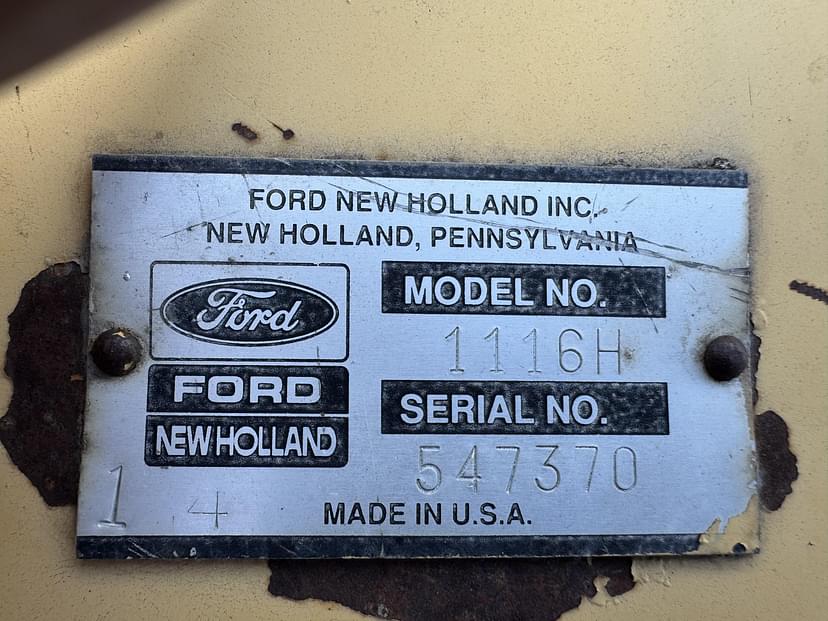 FORD NEW HOLLAND INC.
NEW HOLLAND, PENNSYLVANIA
Ford
FORD
NEW HOLLAND
MODEL NO.
1116H
SERIAL NO.
547370
1 4
MADE IN U.S.A.